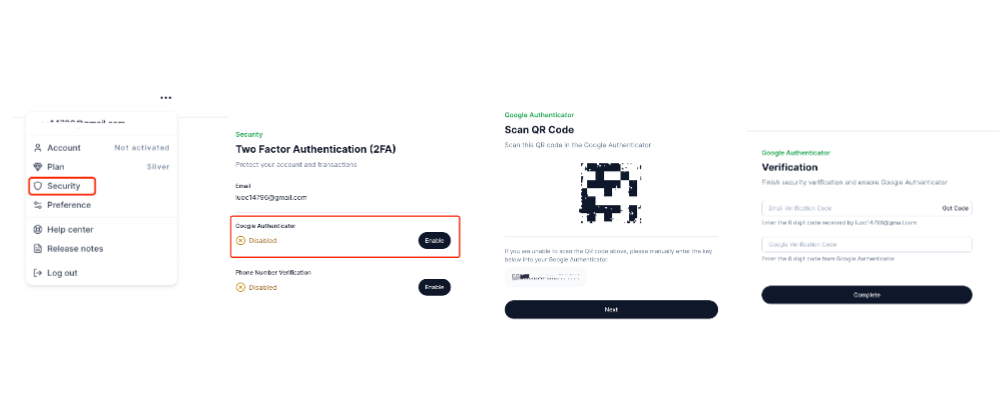 Account Not activated
Plan Silver
Security
Preference
Help center
Release notes
Log out
Security
Two Factor Authentication (2FA)
Protect your account and transactions
Email
luoc14796@gmail.com
Google Authenticator
Disabled
Enable
Phone Number Verification
Disabled
Enable
Google Authenticator
Scan QR Code
Scan this QR code in the Google Authenticator
If you are unable to scan the QR code above, please manually enter the key
below into your Google Authenticator
Next
Google Authenticator
Verification
Finish security verification and enable Google Authenticator
Email Verification Code Get Code
Enter the 6 digit code received by luoc14796@gmail.com
Google Verification Code
Enter the 6 digit code from Google Authenticator
Complete